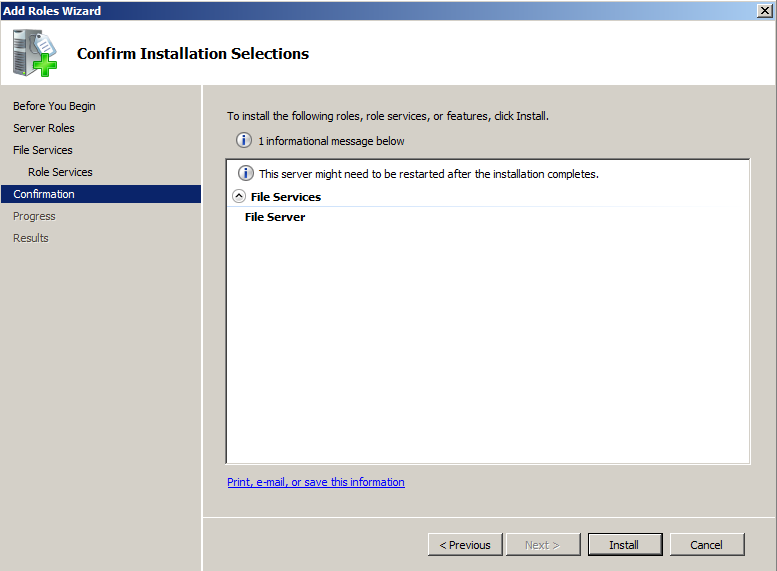 Add Roles Wizard
Confirm Installation Selections
Before You Begin
Server Roles
File Services
Role Services
Confirmation
Progress
Results
To install the following roles, role services, or features, click Install.
1 informational message below
This server might need to be restarted after the installation completes.
File Services
File Server
Print, e-mail, or save this information
< Previous
Next >
Install
Cancel